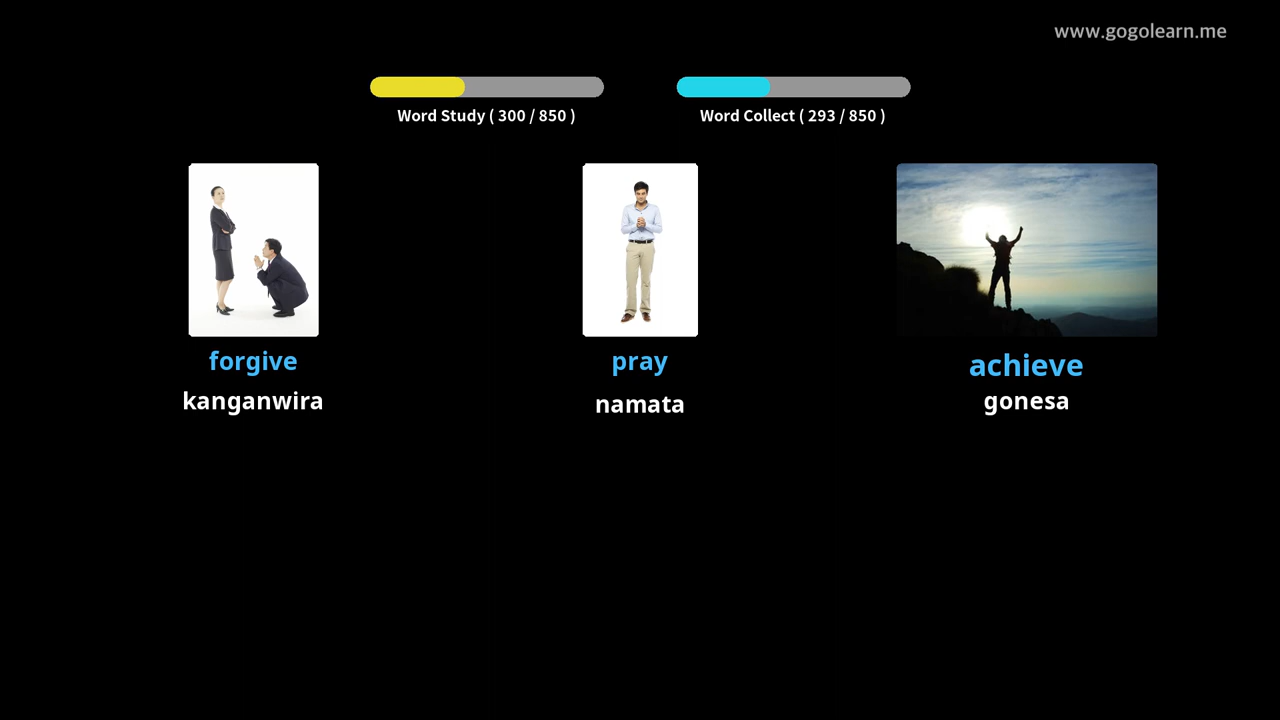 www.gogolearn.me
Word Study ( 300 / 850 )
Word Collect ( 293 / 850 )
forgive
kanganwira
pray
namata
achieve
gonesa